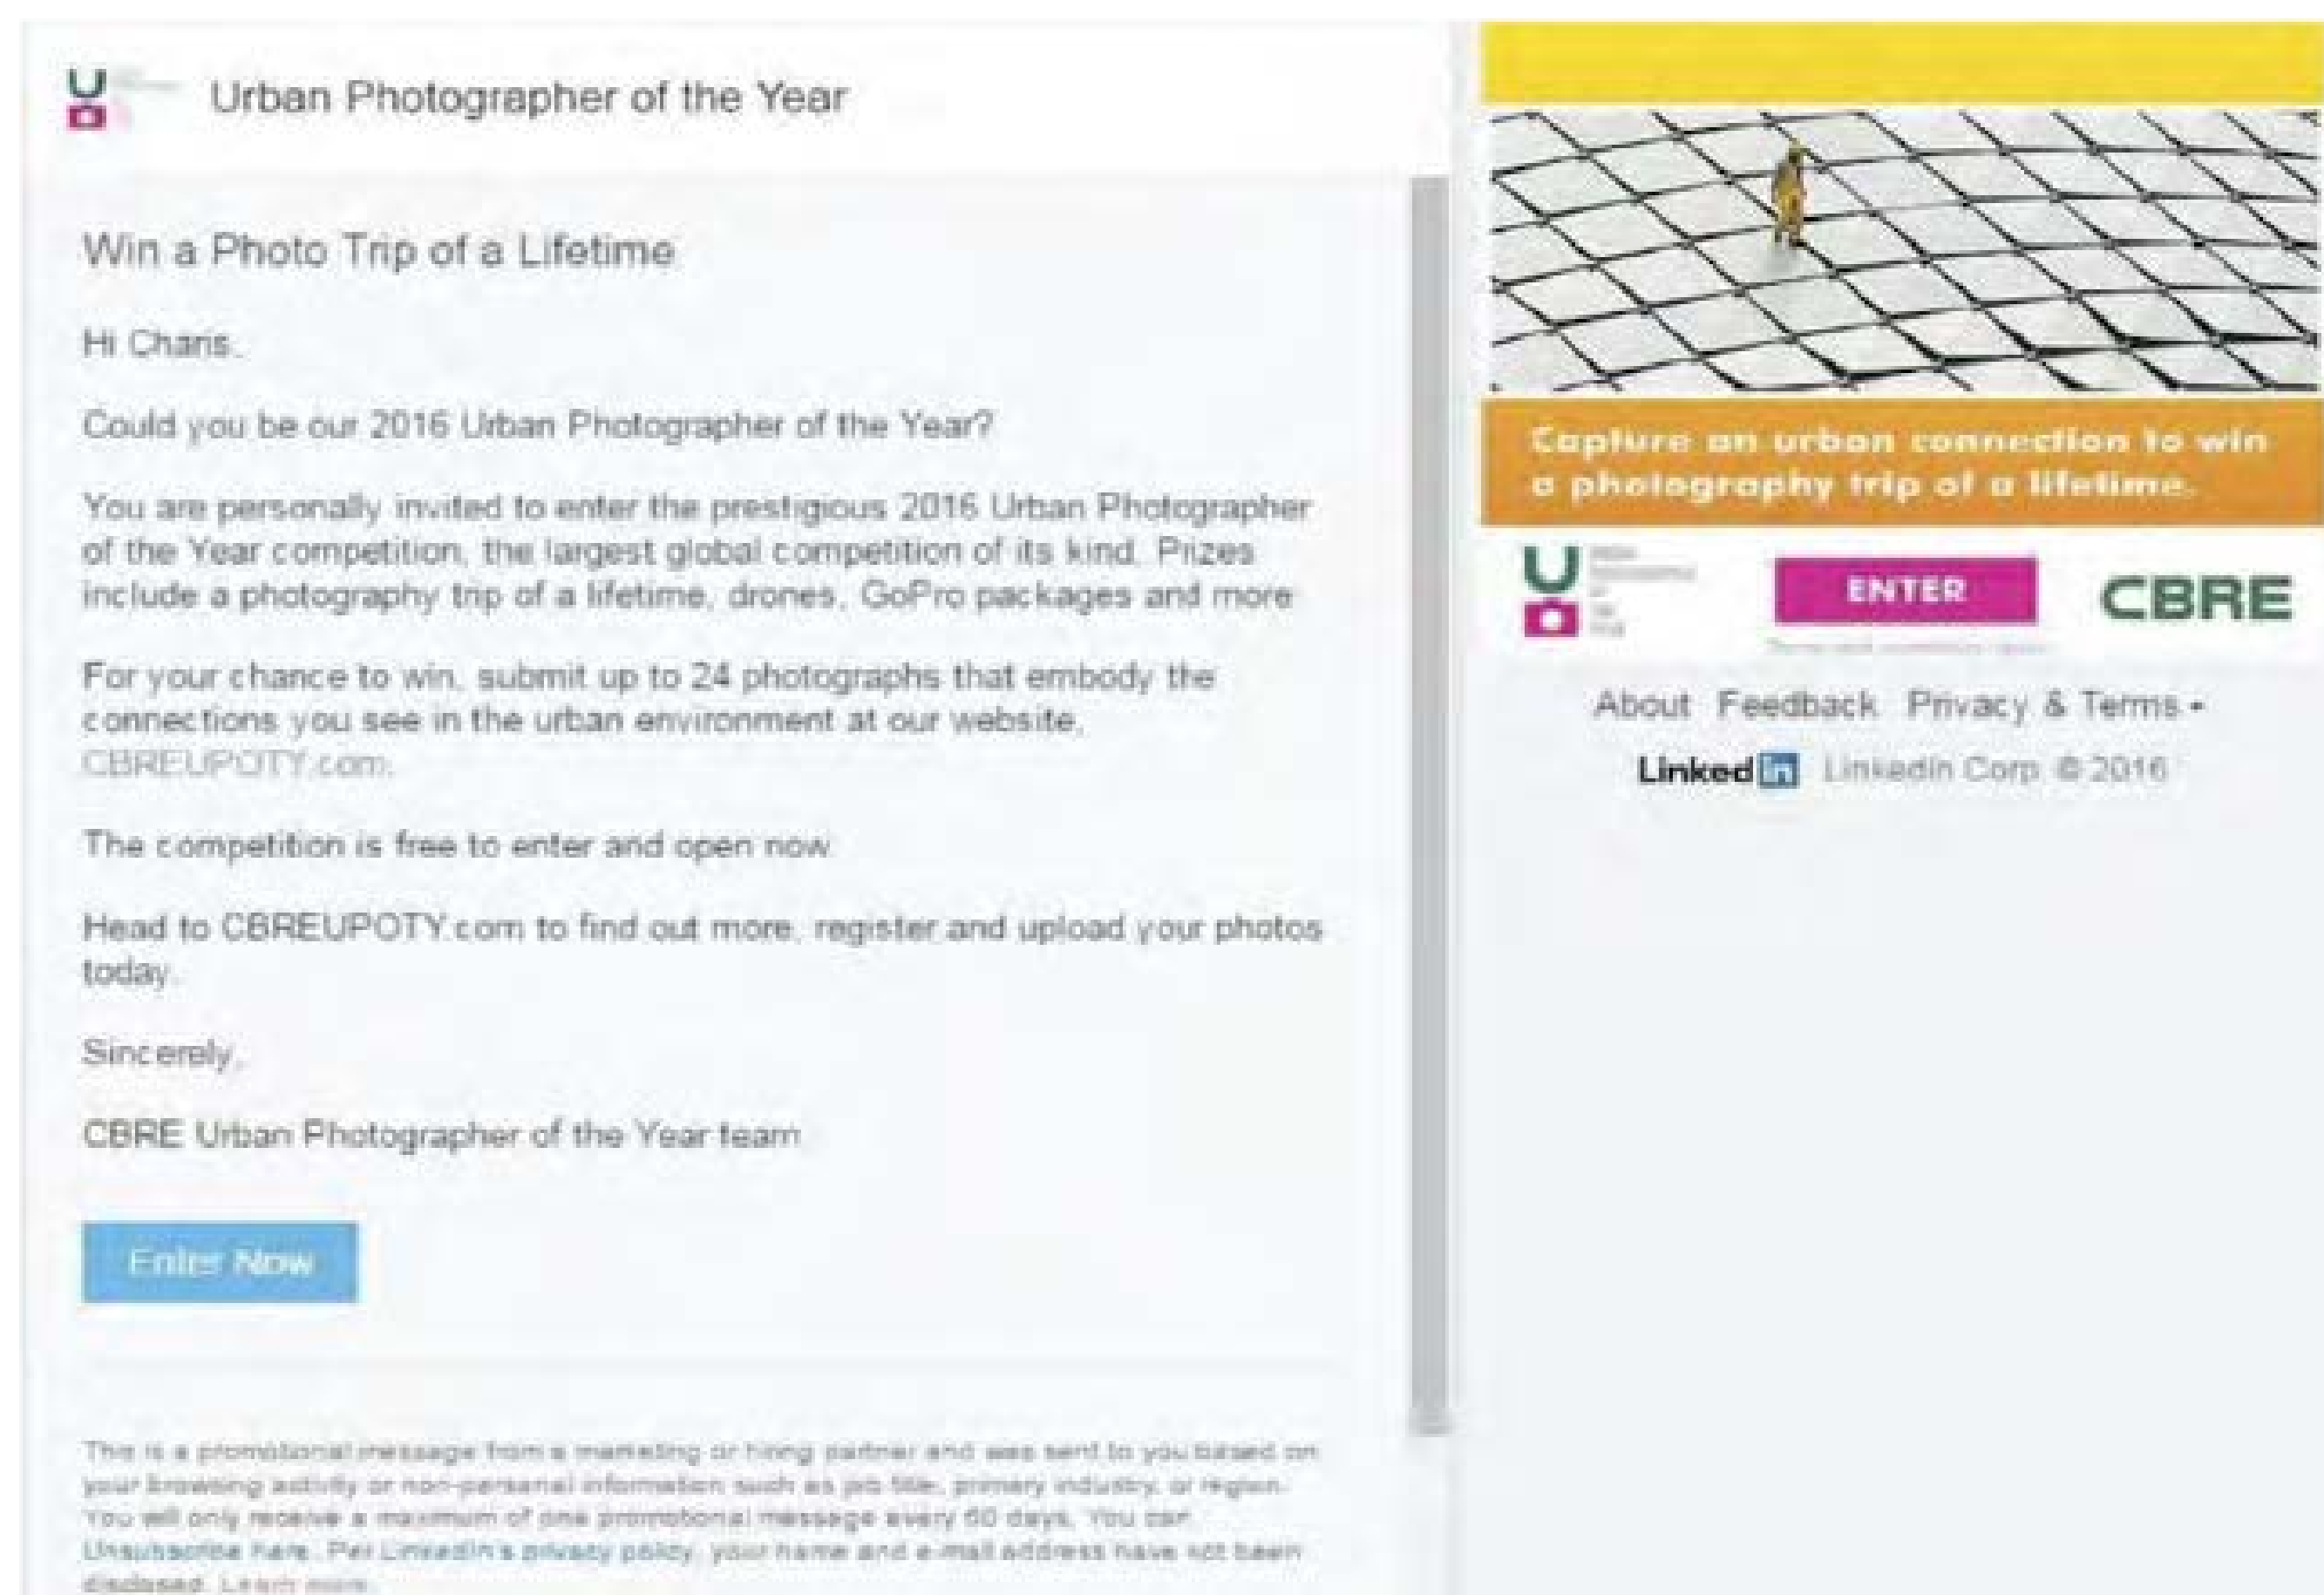 Urban Photographer of the Year
Win a Photo Trip of a Lifetime
Hi Charis,
Could you be our 2016 Urban Photographer of the Year?
You are personally invited to enter the prestigious 2016 Urban Photographer
of the Year competition, the largest global competition of its kind. Prizes
include a photography trip of a lifetime, drones, GoPro packages and more
For your chance to win, submit up to 24 photographs that embody the
connections you see in the urban environment at our website,
CBREUPOTY.com.
The competition is free to enter and open now.
Head to CBREUPOTY.com to find out more, register and upload your photos
today.
Sincerely,
CBRE Urban Photographer of the Year team
Enter Now
This is a promotional message from a marketing or hiring partner and was sent to you based on
your browsing activity or non-personal information such as job title, primary industry, or region.
You will only receive a maximum of one promotional message every 60 days. You can
Unsubscribe here. Per LinkedIn's privacy policy, your name and e-mail address have not been
disclosed. Learn more.
Capture an urban connection to win
a photography trip of a lifetime.
ENTER
CBRE
About Feedback Privacy & Terms
LinkedIn LinkedIn Corp. © 2016